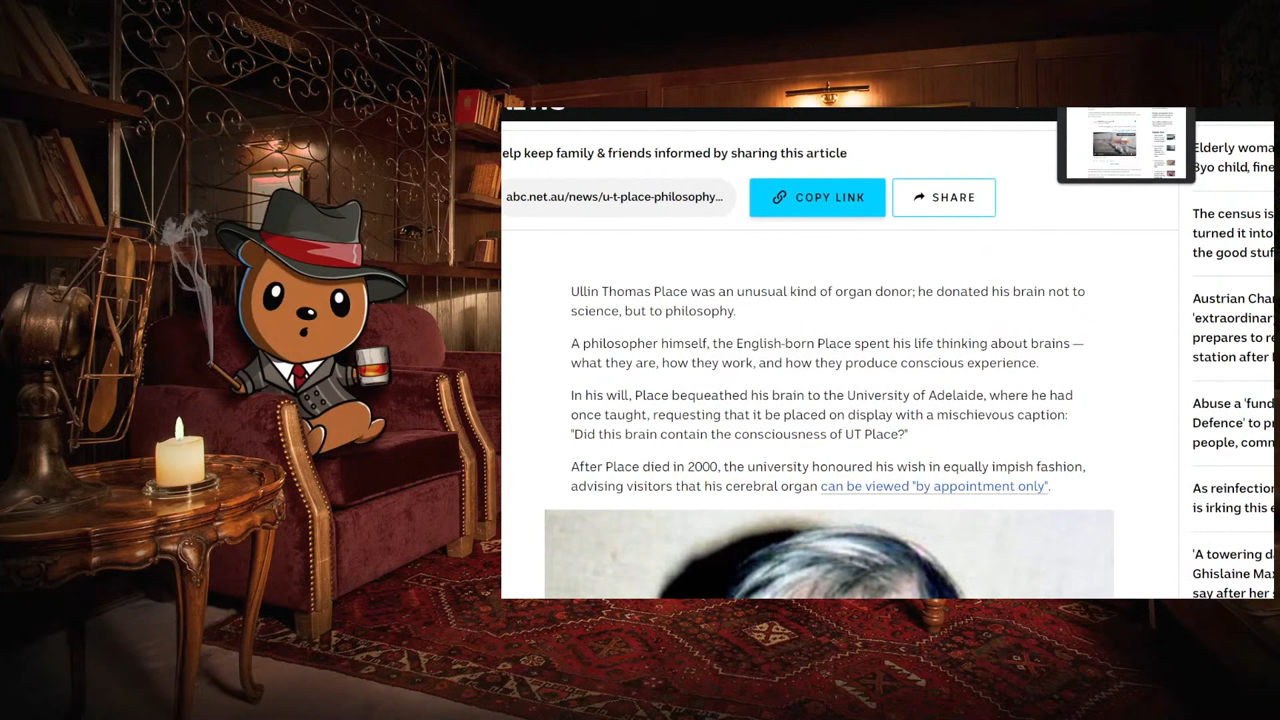 elp keep family & friends informed by sharing this article
abc.net.au/news/u-t-place-philosophy...
COPY LINK
SHARE
Ullin Thomas Place was an unusual kind of organ donor; he donated his brain not to
science, but to philosophy.
A philosopher himself, the English-born Place spent his life thinking about brains —
what they are, how they work, and how they produce conscious experience.
In his will, Place bequeathed his brain to the University of Adelaide, where he had
once taught, requesting that it be placed on display with a mischievous caption:
"Did this brain contain the consciousness of UT Place?"
After Place died in 2000, the university honoured his wish in equally impish fashion,
advising visitors that his cerebral organ can be viewed "by appointment only".
Elderly woma
8yo child, fine
The census is
turned it into
the good stuf
Austrian Cha
'extraordinar
prepares to re
station after
Abuse a 'fund
Defence' to p
people, comm
As reinfection
is irking this
'A towering d
Ghislaine Ma
say after her